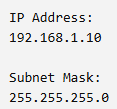 IP Address:
192.168.1.10
Subnet Mask:
255.255.255.0